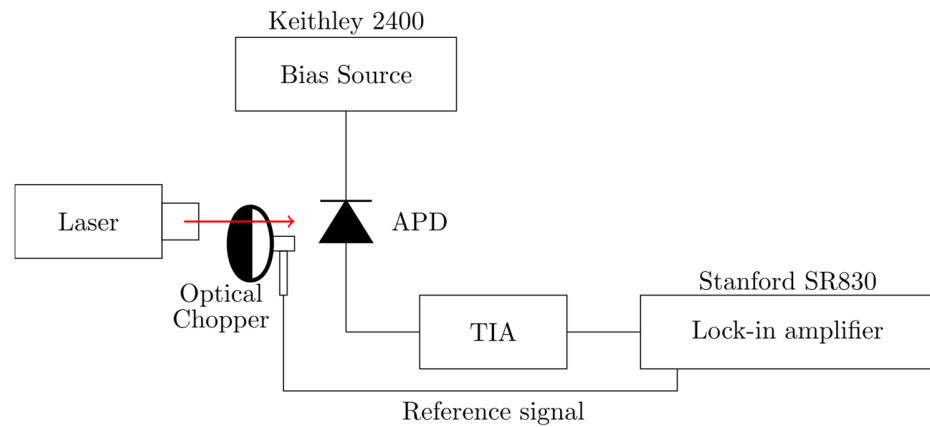 Keithley 2400
Bias Source
Laser
APD
Optical
Chopper
Stanford SR830
TIA
Lock-in amplifier
Reference signal